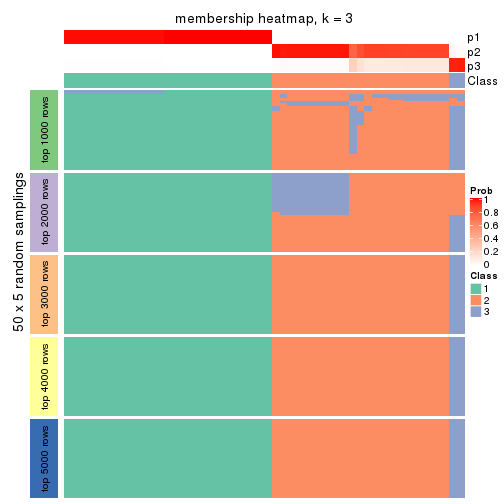 membership heatmap, k = 3
p1
p2
p3
Class
50 x 5 random samplings
top 1000 rows
top 2000 rows
top 3000 rows
top 4000 rows
top 5000 rows
Prob
1
0.8
0.6
0.4
0.2
0
Class
1
2
3